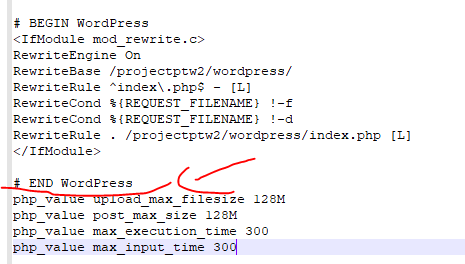 # BEGIN WordPress
<IfModule mod_rewrite.c>
RewriteEngine On
RewriteBase /projectptw2/wordpress/
RewriteRule ^index\.php$ - [L]
RewriteCond %{REQUEST_FILENAME} !-f
RewriteCond %{REQUEST_FILENAME} !-d
RewriteRule . /projectptw2/wordpress/index.php [L]
</IfModule>
# END WordPress
php_value upload_max_filesize 128M
php_value post_max_size 128M
php_value max_execution_time 300
php_value max_input_time 300